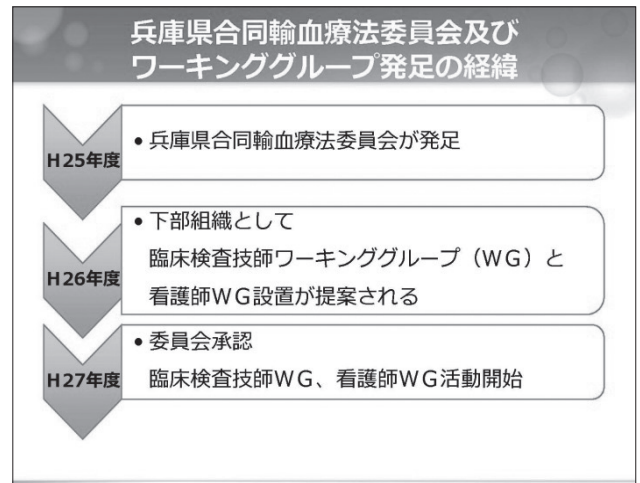 兵庫県合同輸血療法委員会及び
ワーキンググループ発足の経緯
H25年度
• 兵庫県合同輸血療法委員会が発足
H26年度
• 下部組織として
臨床検査技師ワーキンググループ（WG）と
看護師WG設置が提案される
H27年度
• 委員会承認
臨床検査技師WG、看護師WG活動開始